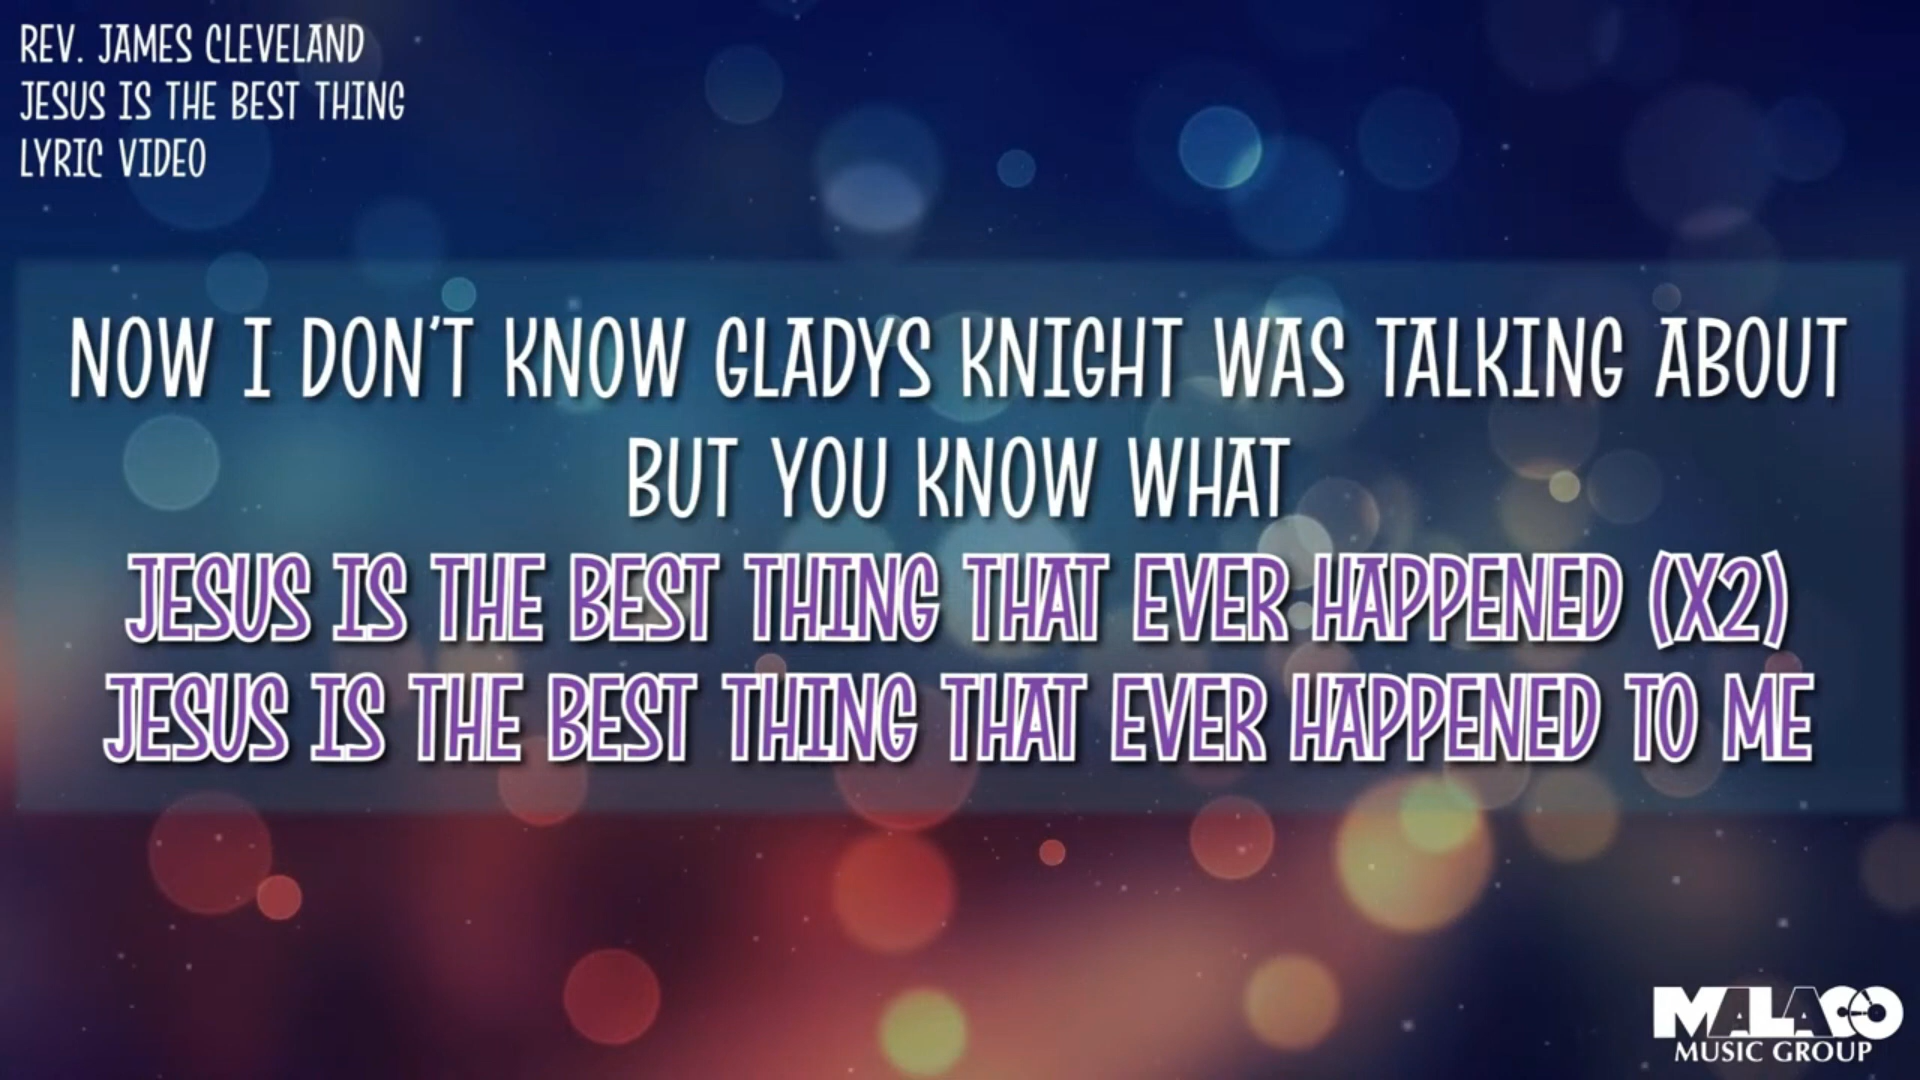 REV. JAMES CLEVELAND
JESUS IS THE BEST THING
LYRIC VIDEO
NOW I DON'T KNOW GLADYS KNIGHT WAS TALKING ABOUT
BUT YOU KNOW WHAT
JESUS IS THE BEST THING THAT EVER HAPPENED (X2)
JESUS IS THE BEST THING THAT EVER HAPPENED TO ME
MALACO
MUSIC GROUP